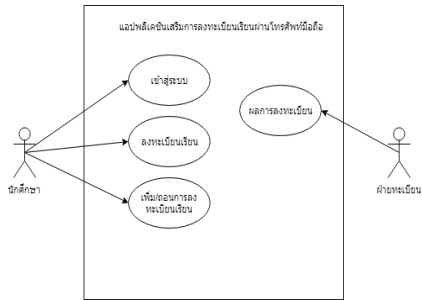 แอปพลิเคชันเสริมการลงทะเบียนเรียนผ่านโทรศัพท์มือถือ
เข้าสู่ระบบ
ผลการลงทะเบียน
ลงทะเบียนเรียน
นักศึกษา
ฝ่ายทะเบียน
เพิ่ม/ถอนการลง
ทะเบียนเรียน